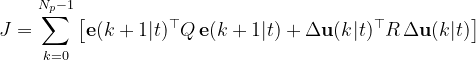 J = \sum_{k=0}^{N_p-1} \left[ \mathbf{e}(k+1|t)^\top Q \, \mathbf{e}(k+1|t) + \Delta \mathbf{u}(k|t)^\top R \, \Delta \mathbf{u}(k|t) \right]